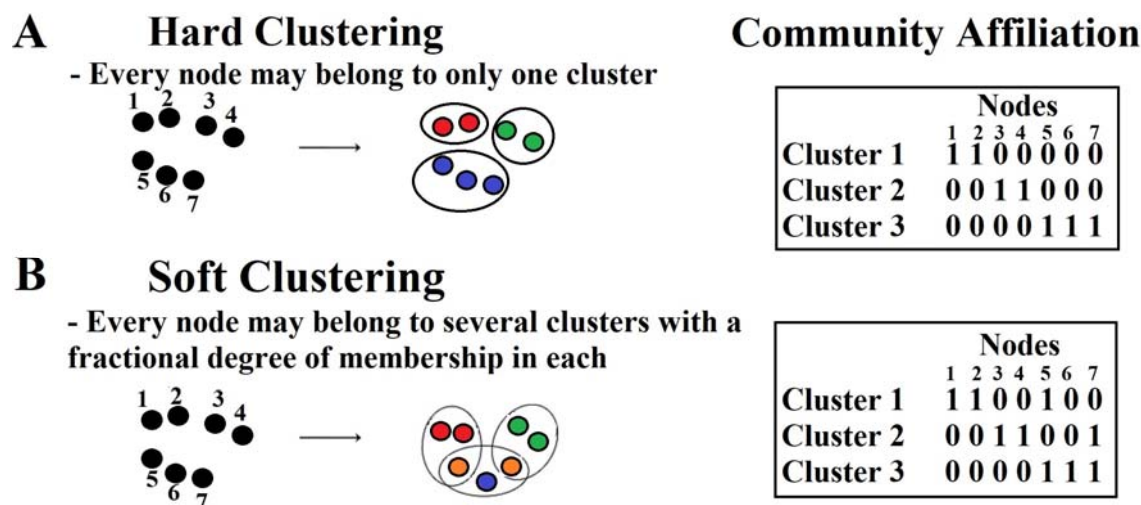 A Hard Clustering
- Every node may belong to only one cluster
1 2 3 4
5 6 7
Community Affiliation
Nodes
1 2 3 4 5 6 7
Cluster 1 1 1 0 0 0 0 0
Cluster 2 0 0 1 1 0 0 0
Cluster 3 0 0 0 0 1 1 1
B Soft Clustering
- Every node may belong to several clusters with a
fractional degree of membership in each
1 2 3 4
5 6 7
Nodes
1 2 3 4 5 6 7
Cluster 1 1 1 0 0 1 0 0
Cluster 2 0 0 1 1 0 0 1
Cluster 3 0 0 0 0 1 1 1